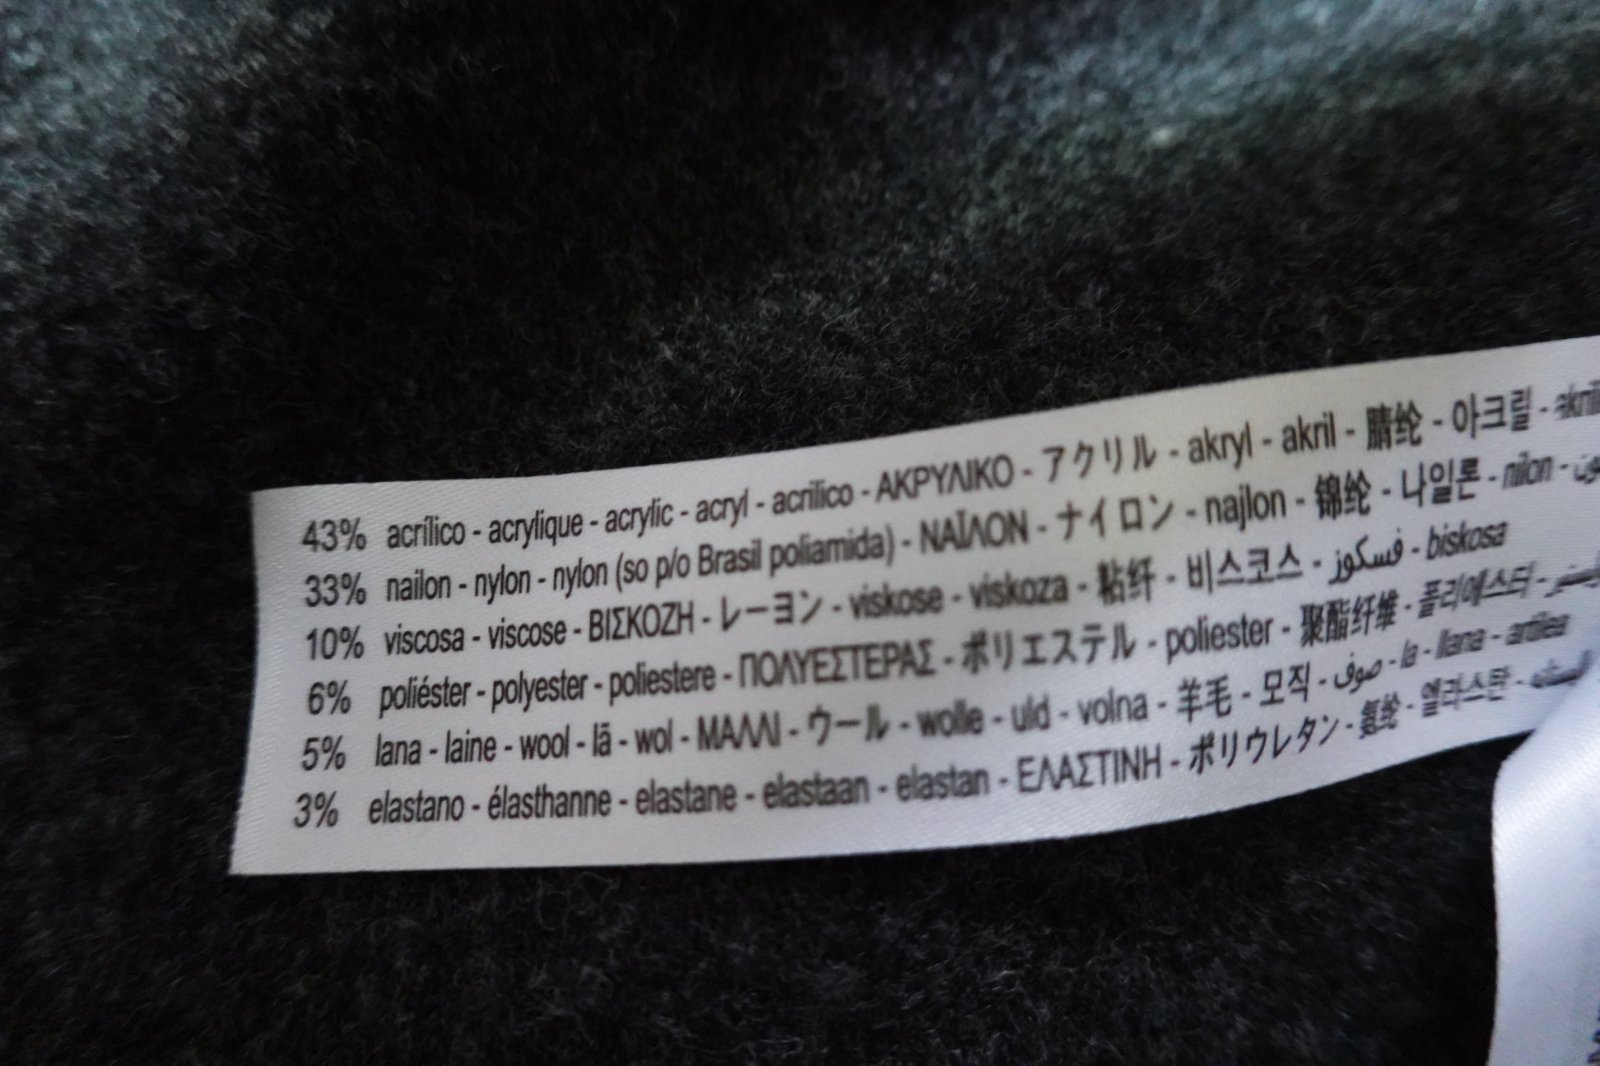 43% acrílico - acrylique - acrylic - acryl - acrilico - ΑΚΡΥΛΙΚΟ - アクリル - akryl - akril - 腈纶 - 아크릴 -
33% nailon - nylon - nylon (so p/o Brasil poliamida) - ΝΑΪΛΟΝ - ナイロン - najlon - 锦纶 - 나일론 - nilon -
10% viscosa - viscose - ΒΙΣΚΟΖΗ - レーヨン - viskose - viskoza - 粘纤 - 비스코스 - فسكوز - biskosa
6% poliéster - polyester - poliestere - ΠΟΛΥΕΣΤΕΡΑΣ - ポリエステル - poliester - 聚酯纤维 - 폴리에스터 -
5% lana - laine - wool - lã - wol - ΜΑΛΛΙ - ウール - wolle - uld - volna - 羊毛 - 모직 - صوف - la - llana - artilea
3% elastano - élasthanne - elastane - elastaan - elastan - ΕΛΑΣΤΙΝΗ - ポリウレタン - 氨纶 - 엘라스탄 -